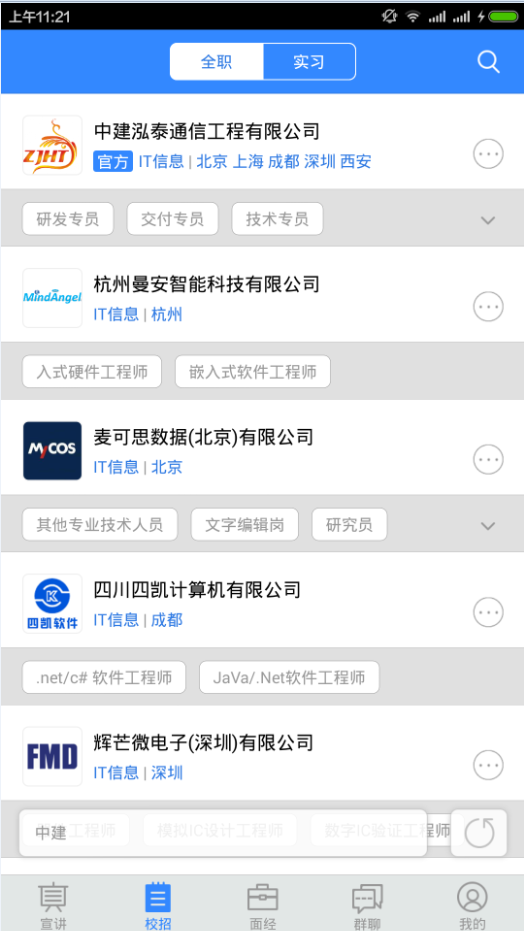 上午11:21
全职 实习
ZJHT
中建泓泰通信工程有限公司
官方 IT信息 | 北京 上海 成都 深圳 西安
研发专员 交付专员 技术专员
MindAngel
杭州曼安智能科技有限公司
IT信息 | 杭州
入式硬件工程师 嵌入式软件工程师
MyCOS
麦可思数据(北京)有限公司
IT信息 | 北京
其他专业技术人员 文字编辑岗 研究员
四凯软件
四川四凯计算机有限公司
IT信息 | 成都
.net/c# 软件工程师 JaVa/.Net软件工程师
FMD
辉芒微电子(深圳)有限公司
IT信息 | 深圳
中建 工程师 模拟IC设计工程师 数字IC验证工程师
宣讲 校招 面经 群聊 我的